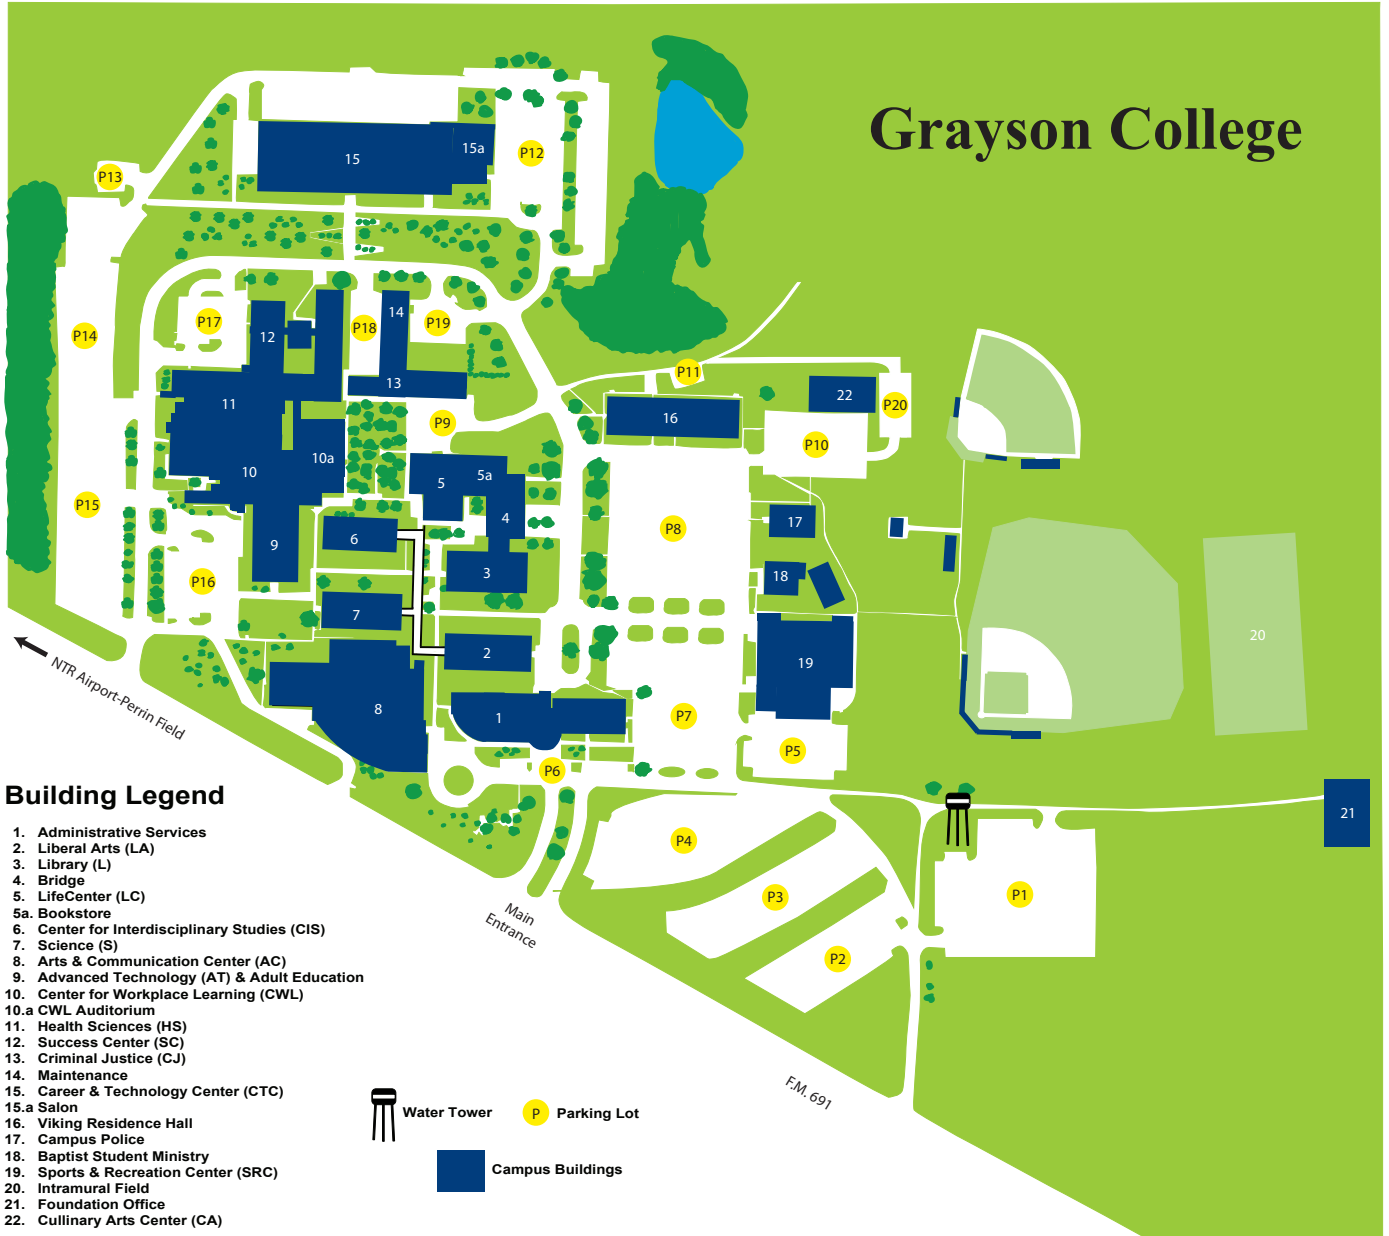 Grayson College
15
15a
P12
P13
P14
P17
12
P18
14
P19
13
P11
22
P20
16
P10
11
P9
10
10a
5
5a
4
P15
P8
17
6
9
3
P16
18
7
20
2
19
NTR Airport-Perrin Field
8
1
P7
P5
P6
21
P4
P3
P1
P2
Main
Entrance
F.M. 691
Building Legend
1. Administrative Services
2. Liberal Arts (LA)
3. Library (L)
4. Bridge
5. LifeCenter (LC)
5a. Bookstore
6. Center for Interdisciplinary Studies (CIS)
7. Science (S)
8. Arts & Communication Center (AC)
9. Advanced Technology (AT) & Adult Education
10. Center for Workplace Learning (CWL)
10.a CWL Auditorium
11. Health Sciences (HS)
12. Success Center (SC)
13. Criminal Justice (CJ)
14. Maintenance
15. Career & Technology Center (CTC)
15.a Salon
16. Viking Residence Hall
17. Campus Police
18. Baptist Student Ministry
19. Sports & Recreation Center (SRC)
20. Intramural Field
21. Foundation Office
22. Cullinary Arts Center (CA)
Water Tower
P Parking Lot
Campus Buildings